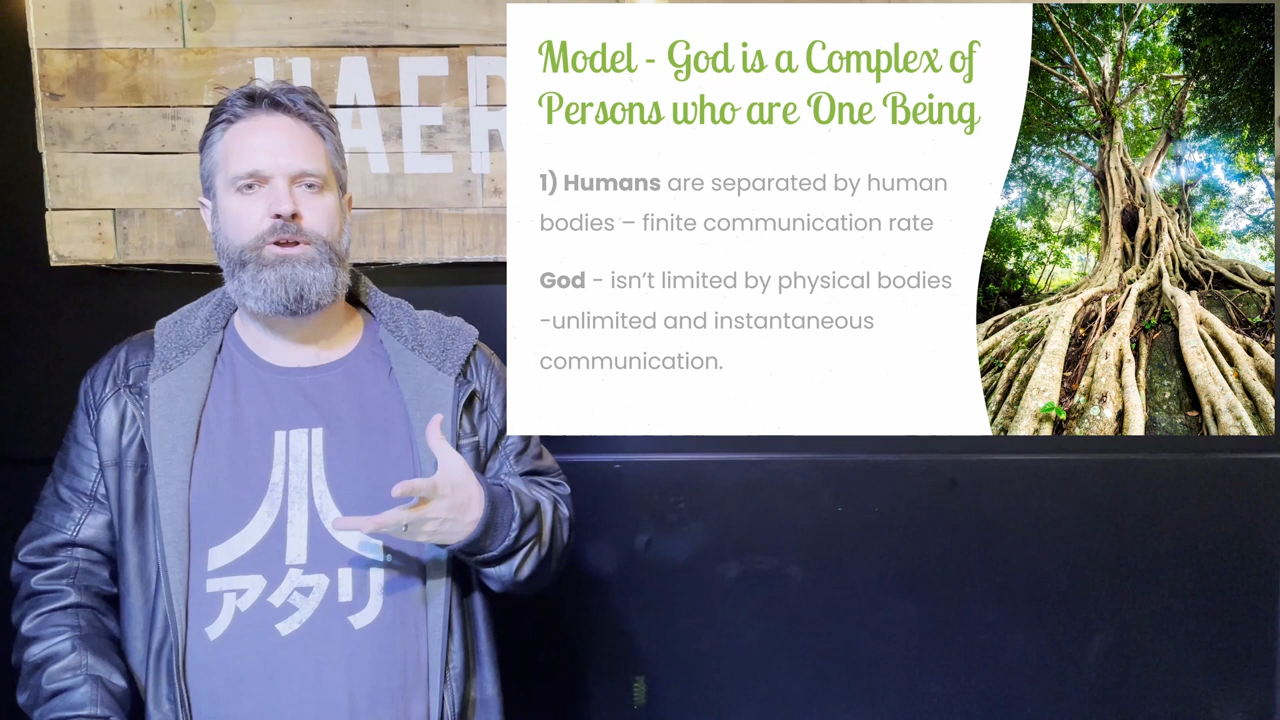 HAER
Model - God is a Complex of
Persons who are One Being
1) Humans are separated by human
bodies – finite communication rate
God - isn't limited by physical bodies
-unlimited and instantaneous
communication.
アタリ